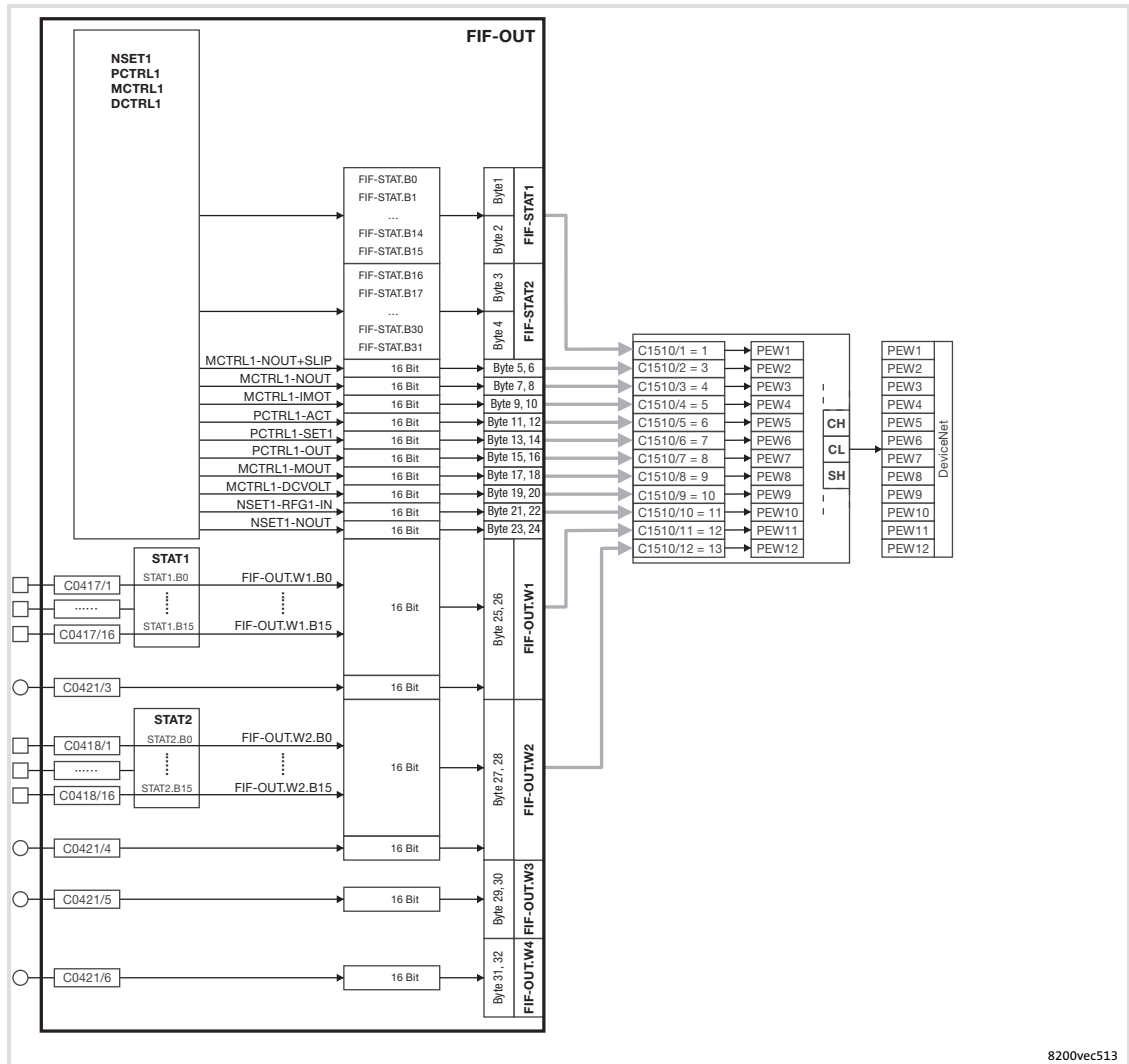 FIF-OUT
NSET1
PCTRL1
MCTRL1
DCTRL1
FIF-STAT.B0
FIF-STAT.B1
...
FIF-STAT.B14
FIF-STAT.B15
Byte1
Byte 2
FIF-STAT1
FIF-STAT.B16
FIF-STAT.B17
...
FIF-STAT.B30
FIF-STAT.B31
Byte 3
Byte 4
FIF-STAT2
MCTRL1-NOUT+SLIP 16 Bit Byte 5, 6
MCTRL1-NOUT 16 Bit Byte 7, 8
MCTRL1-IMOT 16 Bit Byte 9, 10
PCTRL1-ACT 16 Bit Byte 11, 12
PCTRL1-SET1 16 Bit Byte 13, 14
PCTRL1-OUT 16 Bit Byte 15, 16
MCTRL1-MOUT 16 Bit Byte 17, 18
MCTRL1-DCVOLT 16 Bit Byte 19, 20
NSET1-RFG1-IN 16 Bit Byte 21, 22
NSET1-NOUT 16 Bit Byte 23, 24
C1510/1 = 1 PEW1
C1510/2 = 3 PEW2
C1510/3 = 4 PEW3
C1510/4 = 5 PEW4
C1510/5 = 6 PEW5
C1510/6 = 7 PEW6
C1510/7 = 8 PEW7
C1510/8 = 9 PEW8
C1510/9 = 10 PEW9
C1510/10 = 11 PEW10
C1510/11 = 12 PEW11
C1510/12 = 13 PEW12
CH
CL
SH
PEW1
PEW2
PEW3
PEW4
PEW5
PEW6
PEW7
PEW8
PEW9
PEW10
PEW11
PEW12
DeviceNet
STAT1
C0417/1 STAT1.B0 FIF-OUT.W1.B0
······
C0417/16 STAT1.B15 FIF-OUT.W1.B15
16 Bit
Byte 25, 26
FIF-OUT.W1
C0421/3 16 Bit
STAT2
C0418/1 STAT2.B0 FIF-OUT.W2.B0
······
C0418/16 STAT2.B15 FIF-OUT.W2.B15
16 Bit
Byte 27, 28
FIF-OUT.W2
C0421/4 16 Bit
C0421/5 16 Bit
Byte 29, 30
FIF-OUT.W3
C0421/6 16 Bit
Byte 31, 32
FIF-OUT.W4
8200vec513